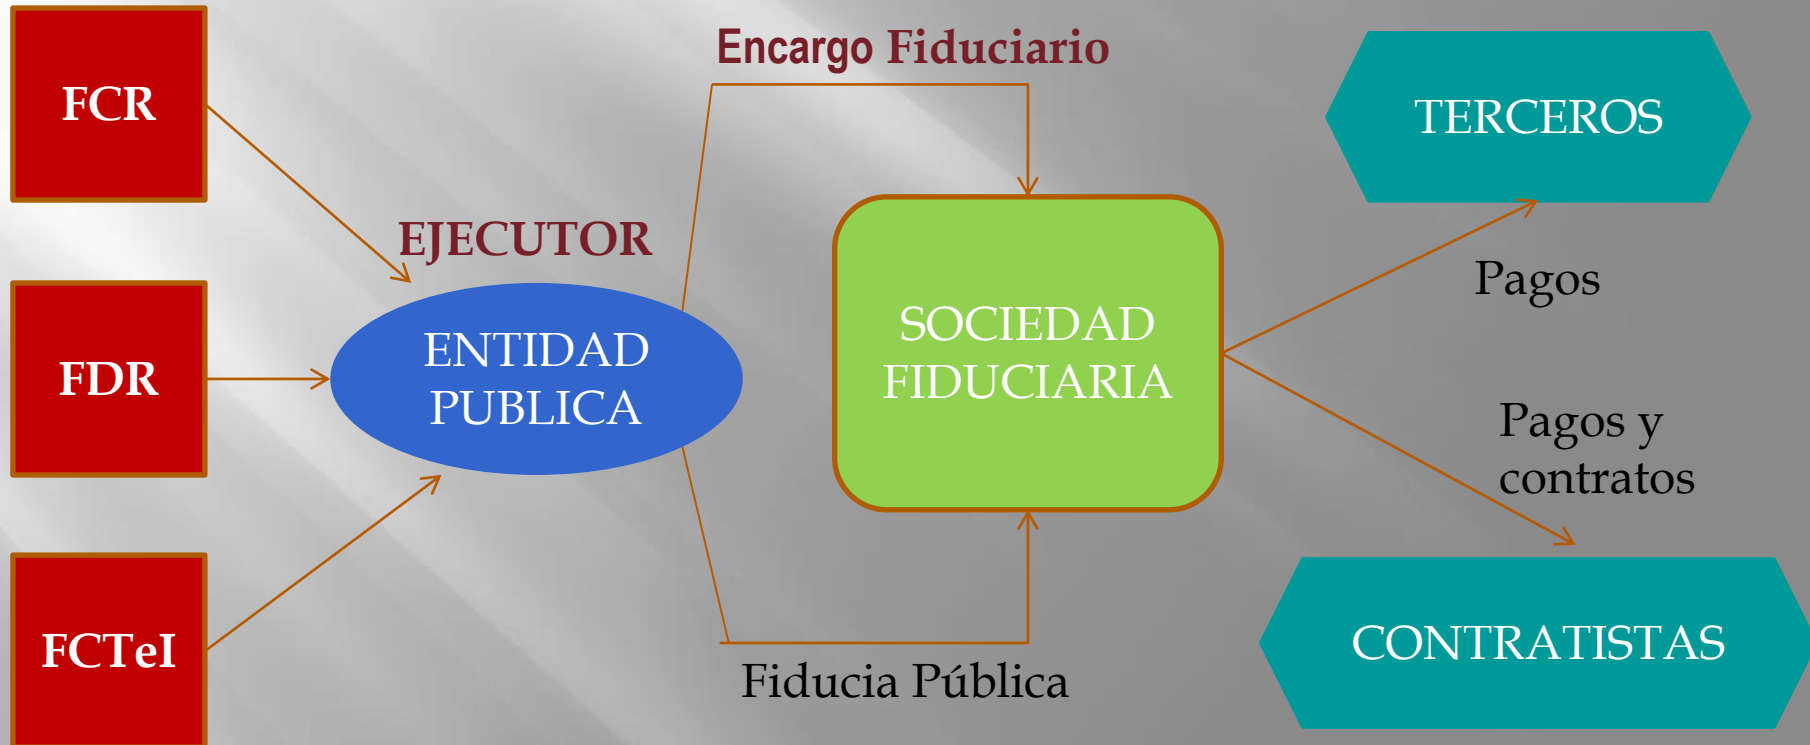 FCR
FDR
FCTeI
EJECUTOR
ENTIDAD
PUBLICA
Encargo Fiduciario
SOCIEDAD
FIDUCIARIA
Fiducia Pública
TERCEROS
Pagos
Pagos y
contratos
CONTRATISTAS